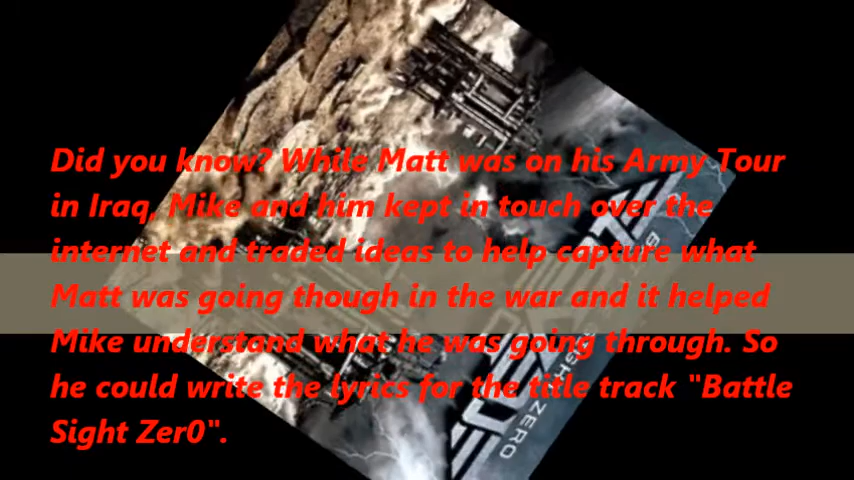 Did you know? While Matt was on his Army Tour
in Iraq, Mike and him kept in touch over the
internet and traded ideas to help capture what
Matt was going though in the war and it helped
Mike understand what he was going through. So
he could write the lyrics for the title track "Battle
Sight Zer0".
ZERO